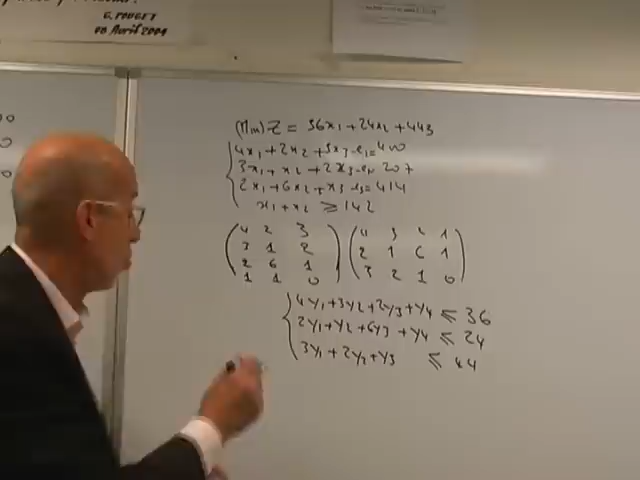 E. POUGET
08 Avril 2009
(Min) Z = 36x1 + 24x2 + 44x3
4x1 + 2x2 + 3x3 - e1 = 400
3x1 + x2 + 2x3 - e2 207
2x1 + 6x2 + x3 - e3 = 414
x1 + x2 ≥ 142
4 2 3 4 3 2 1
3 1 2 2 1 6 1
2 6 1 3 2 1 0
1 1 0
4y1 + 3y2 + 2y3 + y4 ≤ 36
2y1 + y2 + 6y3 + y4 ≤ 24
3y1 + 2y2 + y3 ≤ 44